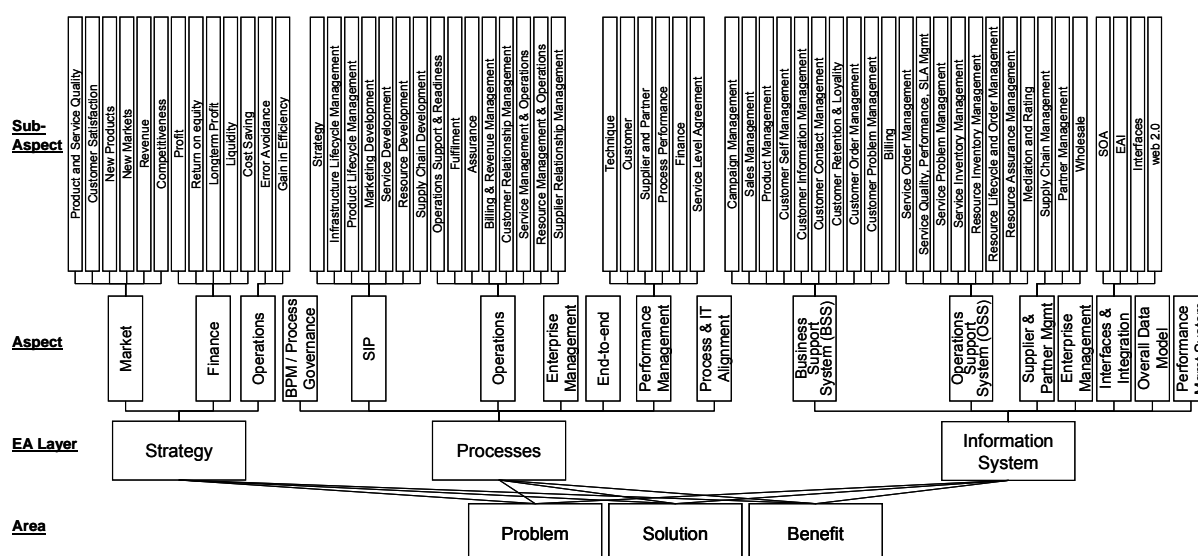 Sub-
Aspect
Product and Service Quality
Customer Satisfaction
New Products
New Markets
Revenue
Competitiveness
Profit
Return on equity
Longterm Profit
Liquidity
Cost Saving
Error Avoidance
Gain in Efficiency
Strategy
Infrastructure Lifecycle Management
Product Lifecycle Management
Marketing Development
Service Development
Resource Development
Supply Chain Development
Operations Support & Readiness
Fulfillment
Assurance
Billing & Revenue Management
Customer Relationship Management
Service Management & Operations
Resource Management & Operations
Supplier Relationship Management
Technique
Customer
Supplier and Partner
Process Performance
Finance
Service Level Agreement
Campaign Management
Sales Management
Product Management
Customer Self Management
Customer Information Management
Customer Contact Management
Customer Retention & Loyality
Customer Order Management
Customer Problem Management
Billing
Service Order Management
Service Quality, Performance, SLA Mgmt
Service Problem Management
Service Inventory Management
Resource Inventory Management
Resource Lifecycle and Order Management
Resource Assurance Management
Mediation and Rating
Supply Chain Management
Partner Management
Wholesale
SOA
EAI
Interfaces
web 2.0
Aspect
Market
Finance
Operations
BPM / Process
Governance
SIP
Operations
Enterprise
Management
End-to-end
Performance
Management
Process & IT
Alignment
Business
Support
System (BSS)
Operations
Support
System (OSS)
Supplier &
Partner Mgmt
Enterprise
Management
Interfaces &
Integration
Overall Data
Model
Performance
EA Layer
Strategy
Processes
Information
System
Area
Problem
Solution
Benefit